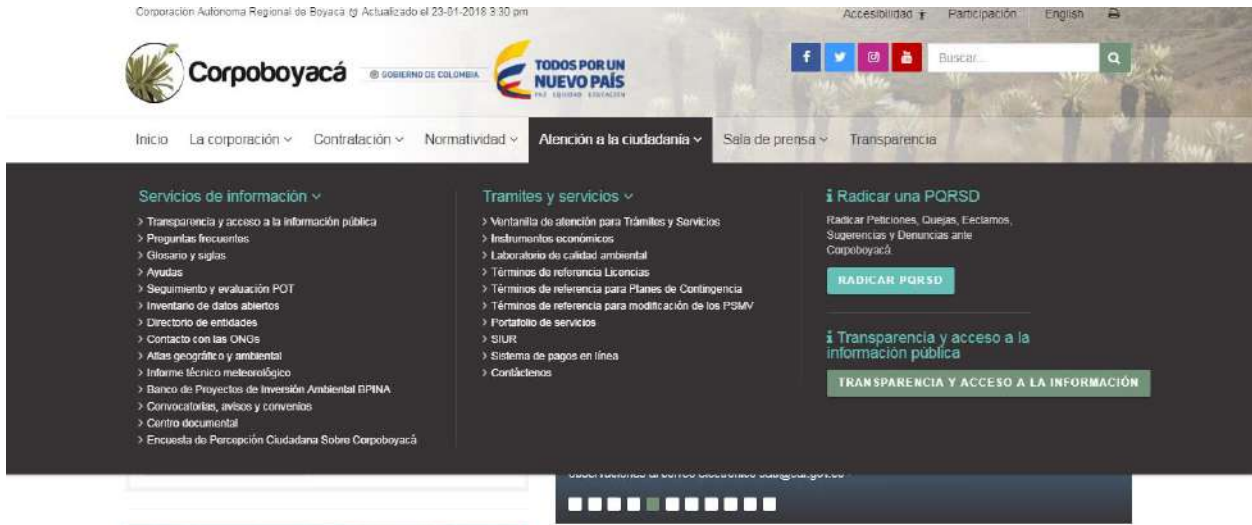 Corporación Autónoma Regional de Boyacá Actualizado el 23-01-2018 3:30 pm
Accesibilidad Participación English
Corpoboyacá
GOBIERNO DE COLOMBIA
TODOS POR UN
NUEVO PAÍS
PAZ EQUIDAD EDUCACIÓN
Buscar...
Inicio La corporación Contratación Normatividad Atención a la ciudadanía Sala de prensa Transparencia
Servicios de información
> Transparencia y acceso a la información pública
> Preguntas frecuentes
> Glosario y siglas
> Ayudas
> Seguimiento y evaluación POT
> Inventario de datos abiertos
> Directorio de entidades
> Contacto con las ONGs
> Atlas geográfico y ambiental
> Informe técnico meteorológico
> Banco de Proyectos de Inversión Ambiental BPINA
> Convocatorias, avisos y convenios
> Centro documental
> Encuesta de Percepción Ciudadana Sobre Corpoboyacá
Tramites y servicios
> Ventanilla de atención para Trámites y Servicios
> Instrumentos económicos
> Laboratorio de calidad ambiental
> Términos de referencia Licencias
> Términos de referencia para Planes de Contingencia
> Términos de referencia para modificación de los PSMV
> Portafolio de servicios
> SIUR
> Sistema de pagos en línea
> Contáctenos
i Radicar una PQRSD
Radicar Peticiones, Quejas, Eeclamos,
Sugerencias y Denuncias ante
Corpoboyacá.
RADICAR PQRSD
i Transparencia y acceso a la
información pública
TRANSPARENCIA Y ACCESO A LA INFORMACIÓN